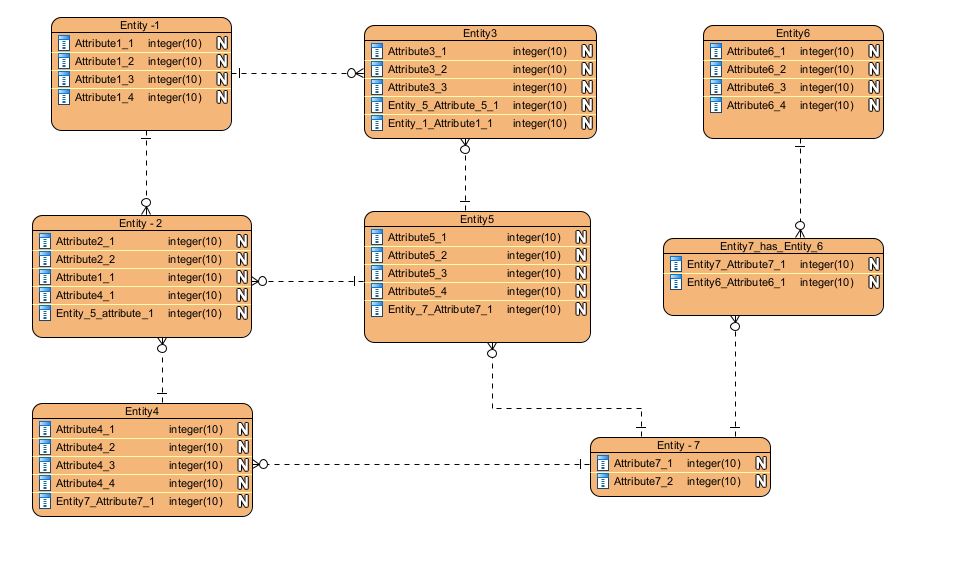 Entity -1
Attribute1_1 integer(10) N
Attribute1_2 integer(10) N
Attribute1_3 integer(10) N
Attribute1_4 integer(10) N
Entity3
Attribute3_1 integer(10) N
Attribute3_2 integer(10) N
Attribute3_3 integer(10) N
Entity_5_Attribute_5_1 integer(10) N
Entity_1_Attribute1_1 integer(10) N
Entity6
Attribute6_1 integer(10) N
Attribute6_2 integer(10) N
Attribute6_3 integer(10) N
Attribute6_4 integer(10) N
Entity - 2
Attribute2_1 integer(10) N
Attribute2_2 integer(10) N
Attribute1_1 integer(10) N
Attribute4_1 integer(10) N
Entity_5_attribute_1 integer(10) N
Entity5
Attribute5_1 integer(10) N
Attribute5_2 integer(10) N
Attribute5_3 integer(10) N
Attribute5_4 integer(10) N
Entity_7_Attribute7_1 integer(10) N
Entity7_has_Entity_6
Entity7_Attribute7_1 integer(10) N
Entity6_Attribute6_1 integer(10) N
Entity4
Attribute4_1 integer(10) N
Attribute4_2 integer(10) N
Attribute4_3 integer(10) N
Attribute4_4 integer(10) N
Entity7_Attribute7_1 integer(10) N
Entity - 7
Attribute7_1 integer(10) N
Attribute7_2 integer(10) N